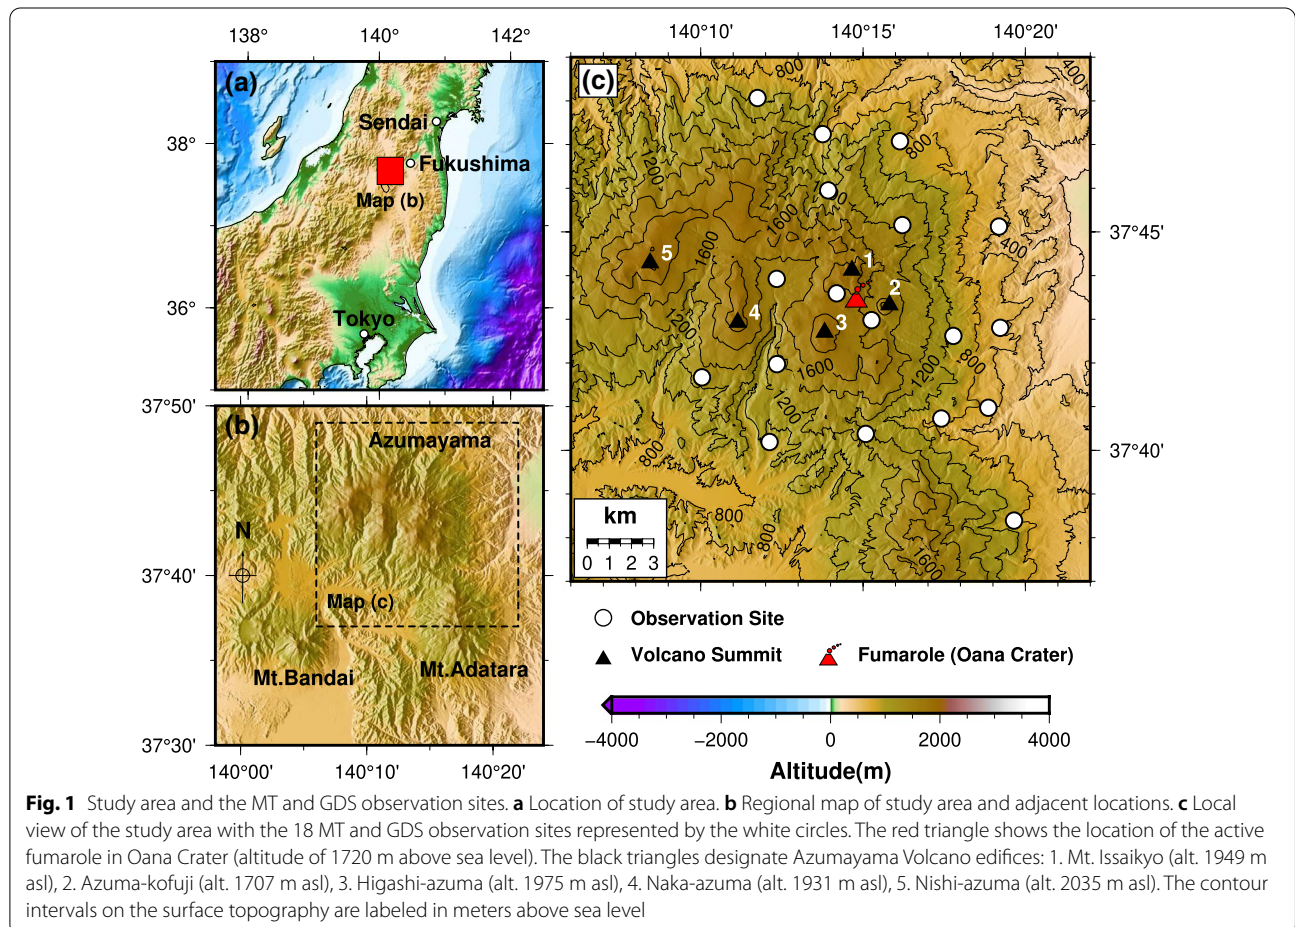 138°
140°
142°
(a)
Sendai
38°
Fukushima
Map (b)
36°
Tokyo
37°50'
(b)
Azumayama
N
37°40'
Map (c)
Mt.Bandai
Mt.Adatara
37°30'
140°00'
140°10'
140°20'
140°10'
140°15'
140°20'
(c)
800
400
1200
800
1600
1600
400
37°45'
5
1
2
4
3
1200
1600
1200
800
1200
800
37°40'
800
800
1600
km
0 1 2 3
Observation Site
Volcano Summit
Fumarole (Oana Crater)
−4000
−2000
0
2000
4000
Altitude(m)
Fig. 1 Study area and the MT and GDS observation sites. a Location of study area. b Regional map of study area and adjacent locations. c Local
view of the study area with the 18 MT and GDS observation sites represented by the white circles. The red triangle shows the location of the active
fumarole in Oana Crater (altitude of 1720 m above sea level). The black triangles designate Azumayama Volcano edifices: 1. Mt. Issaikyo (alt. 1949 m
asl), 2. Azuma-kofuji (alt. 1707 m asl), 3. Higashi-azuma (alt. 1975 m asl), 4. Naka-azuma (alt. 1931 m asl), 5. Nishi-azuma (alt. 2035 m asl). The contour
intervals on the surface topography are labeled in meters above sea level